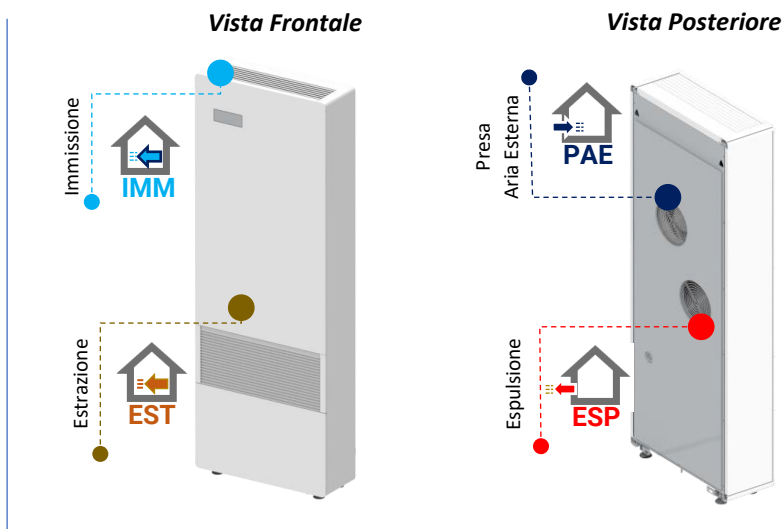 Vista Frontale
Vista Posteriore
Immissione
IMM
Presa
Aria Esterna
PAE
Estrazione
EST
Espulsione
ESP